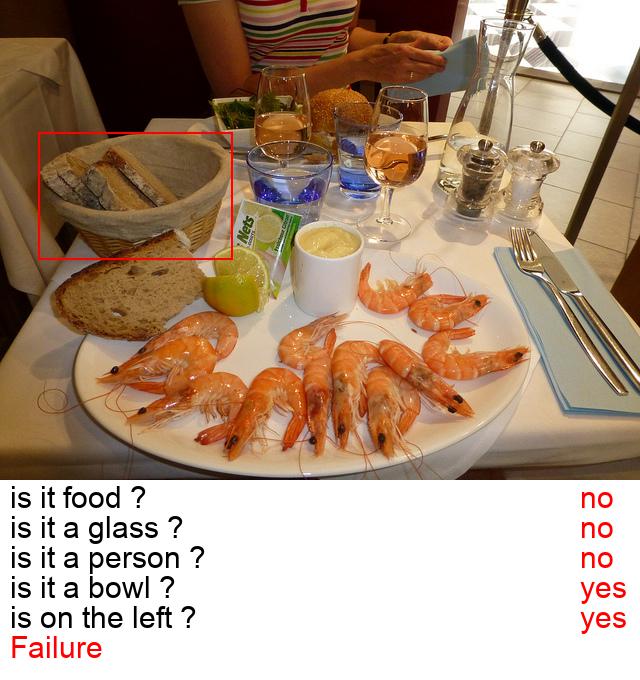 Nets
is it food ? no
is it a glass ? no
is it a person ? no
is it a bowl ? yes
is on the left ? yes
Failure